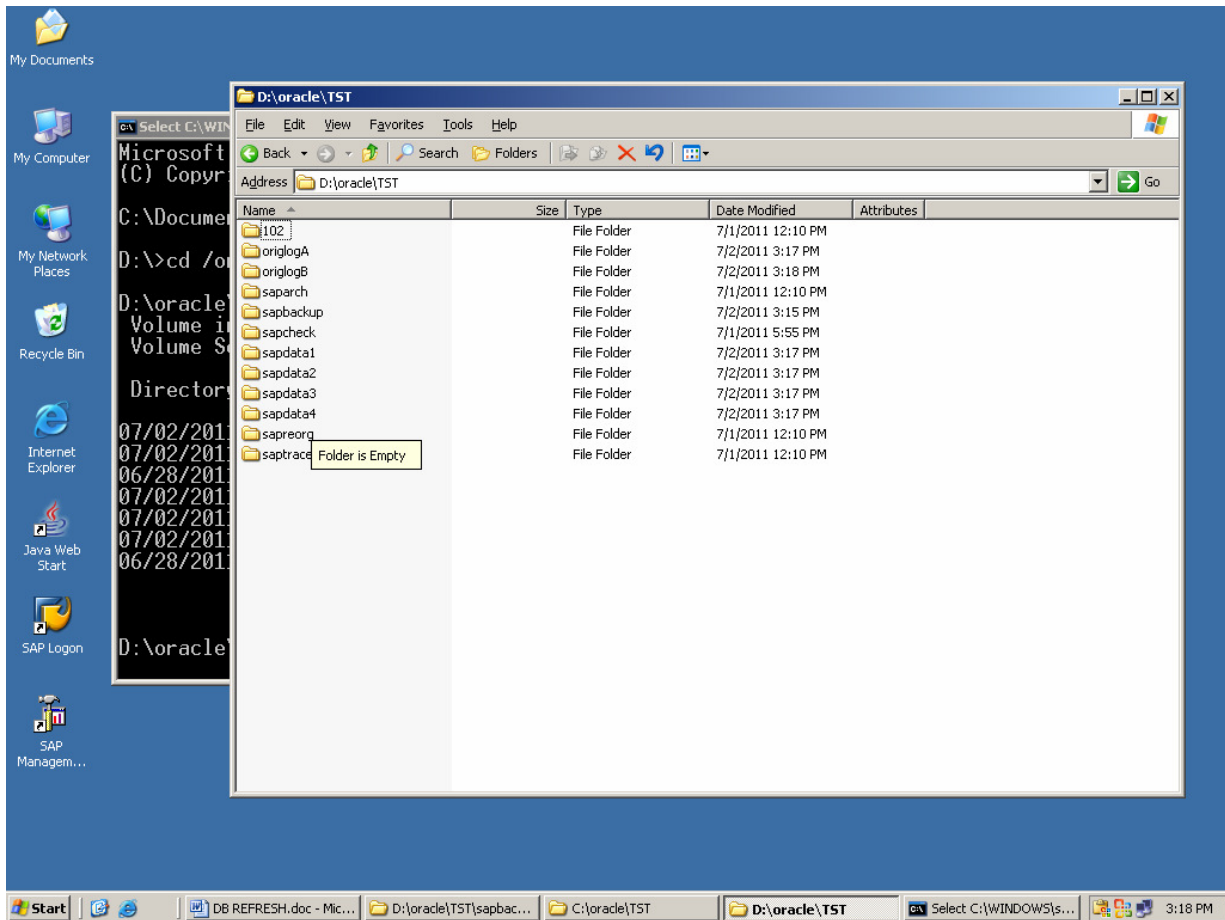 My Documents
My Computer
My Network
Places
Recycle Bin
Internet
Explorer
Java Web
Start
SAP Logon
SAP
Managem...
Select C:\WIN
Microsoft
(C) Copyr
C:\Docume
D:\>cd /o
D:\oracle
Volume i
Volume S
Director
07/02/201
07/02/201
06/28/201
07/02/201
07/02/201
07/02/201
06/28/201
D:\oracle
D:\oracle\TST
File Edit View Favorites Tools Help
Back Search Folders
Address D:\oracle\TST Go
Name Size Type Date Modified Attributes
102 File Folder 7/1/2011 12:10 PM
origlogA File Folder 7/2/2011 3:17 PM
origlogB File Folder 7/2/2011 3:18 PM
saparch File Folder 7/1/2011 12:10 PM
sapbackup File Folder 7/2/2011 3:15 PM
sapcheck File Folder 7/1/2011 5:55 PM
sapdata1 File Folder 7/2/2011 3:17 PM
sapdata2 File Folder 7/2/2011 3:17 PM
sapdata3 File Folder 7/2/2011 3:17 PM
sapdata4 File Folder 7/2/2011 3:17 PM
sapreorg File Folder 7/1/2011 12:10 PM
saptrace File Folder 7/1/2011 12:10 PM
Folder is Empty
Start DB REFRESH.doc - Mic... D:\oracle\TST\sapbac... C:\oracle\TST D:\oracle\TST Select C:\WINDOWS\s... 3:18 PM